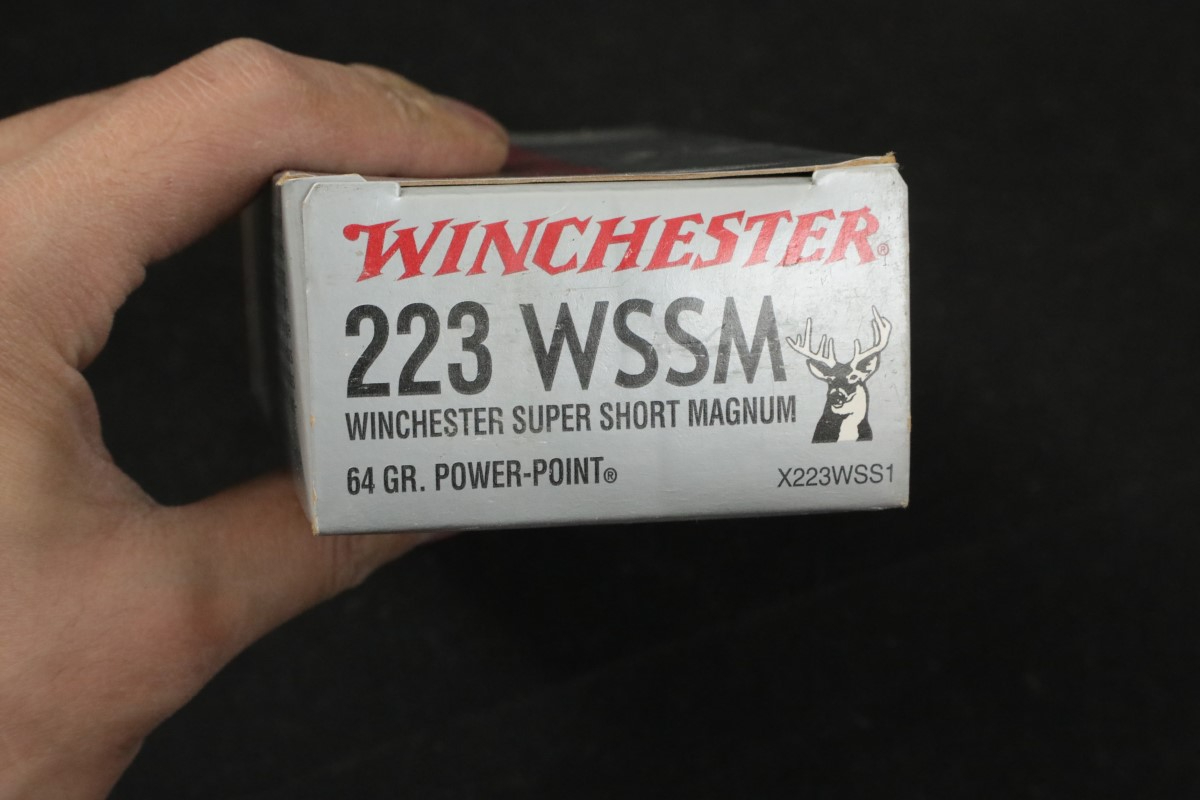 WINCHESTER®
223 WSSM
WINCHESTER SUPER SHORT MAGNUM
64 GR. POWER-POINT®
X223WSS1